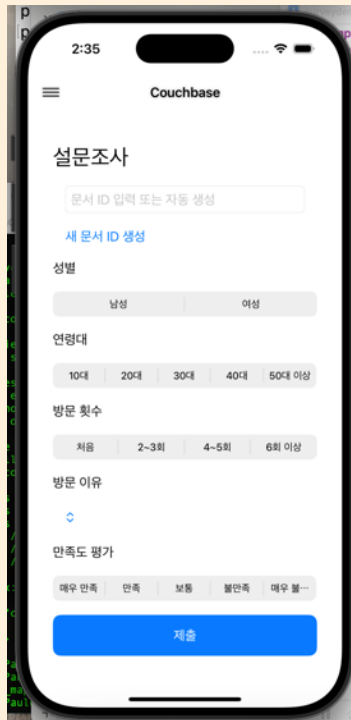 2:35
Couchbase
설문조사
문서 ID 입력 또는 자동 생성
새 문서 ID 생성
성별
남성 여성
연령대
10대 20대 30대 40대 50대 이상
방문 횟수
처음 2~3회 4~5회 6회 이상
방문 이유
만족도 평가
매우 만족 만족 보통 불만족 매우 불…
제출